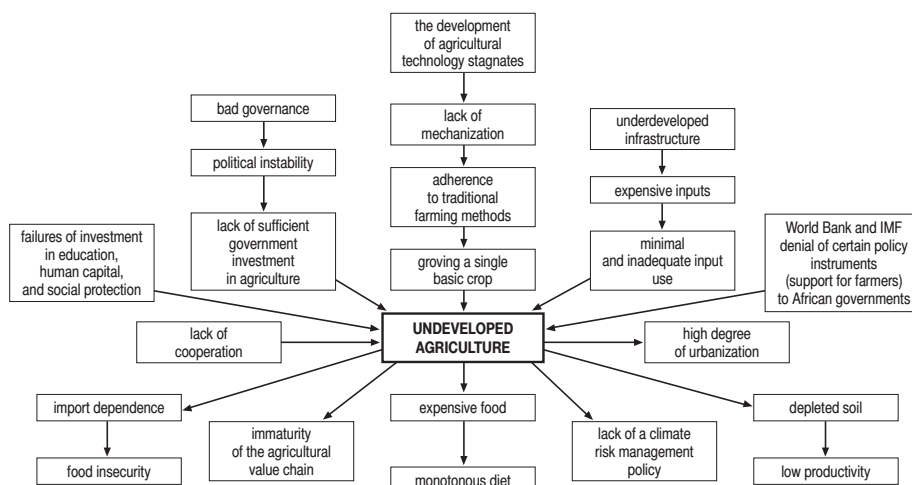 the development
of agricultural
technology stagnates
bad governance
lack of
mechanization
underdeveloped
infrastructure
political instability
adherence
to traditional
farming methods
expensive inputs
failures of investment
in education,
human capital,
and social protection
lack of sufficient
government
investment
in agriculture
groving a single
basic crop
minimal
and inadequate input
use
World Bank and IMF
denial of certain policy
instruments
(support for farmers)
to African governments
lack of
cooperation
UNDEVELOPED
AGRICULTURE
high degree
of urbanization
import dependence
immaturity
of the agricultural
value chain
expensive food
lack of a climate
risk management
policy
depleted soil
food insecurity
monotonous diet
low productivity